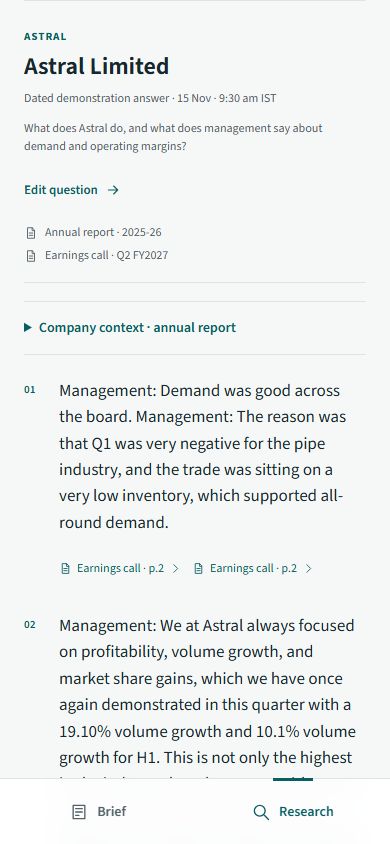 ASTRAL
Astral Limited
Dated demonstration answer · 15 Nov · 9:30 am IST
What does Astral do, and what does management say about
demand and operating margins?
Edit question →
Annual report · 2025-26
Earnings call · Q2 FY2027
Company context · annual report
01
Management: Demand was good across
the board. Management: The reason was
that Q1 was very negative for the pipe
industry, and the trade was sitting on a
very low inventory, which supported all-
round demand.
Earnings call · p.2 Earnings call · p.2
02
Management: We at Astral always focused
on profitability, volume growth, and
market share gains, which we have once
again demonstrated in this quarter with a
19.10% volume growth and 10.1% volume
growth for H1. This is not only the highest
Brief Research